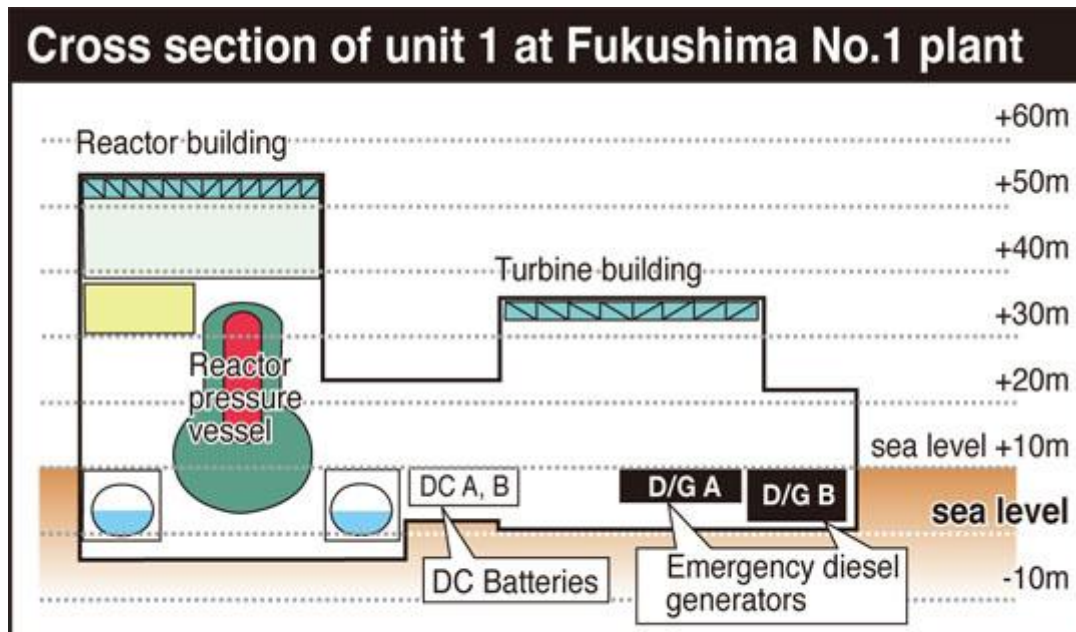 Cross section of unit 1 at Fukushima No.1 plant
+60m
Reactor building
+50m
+40m
Turbine building
+30m
Reactor
pressure
vessel
+20m
sea level +10m
DC A, B
D/G A
D/G B
sea level
DC Batteries
Emergency diesel
generators
-10m